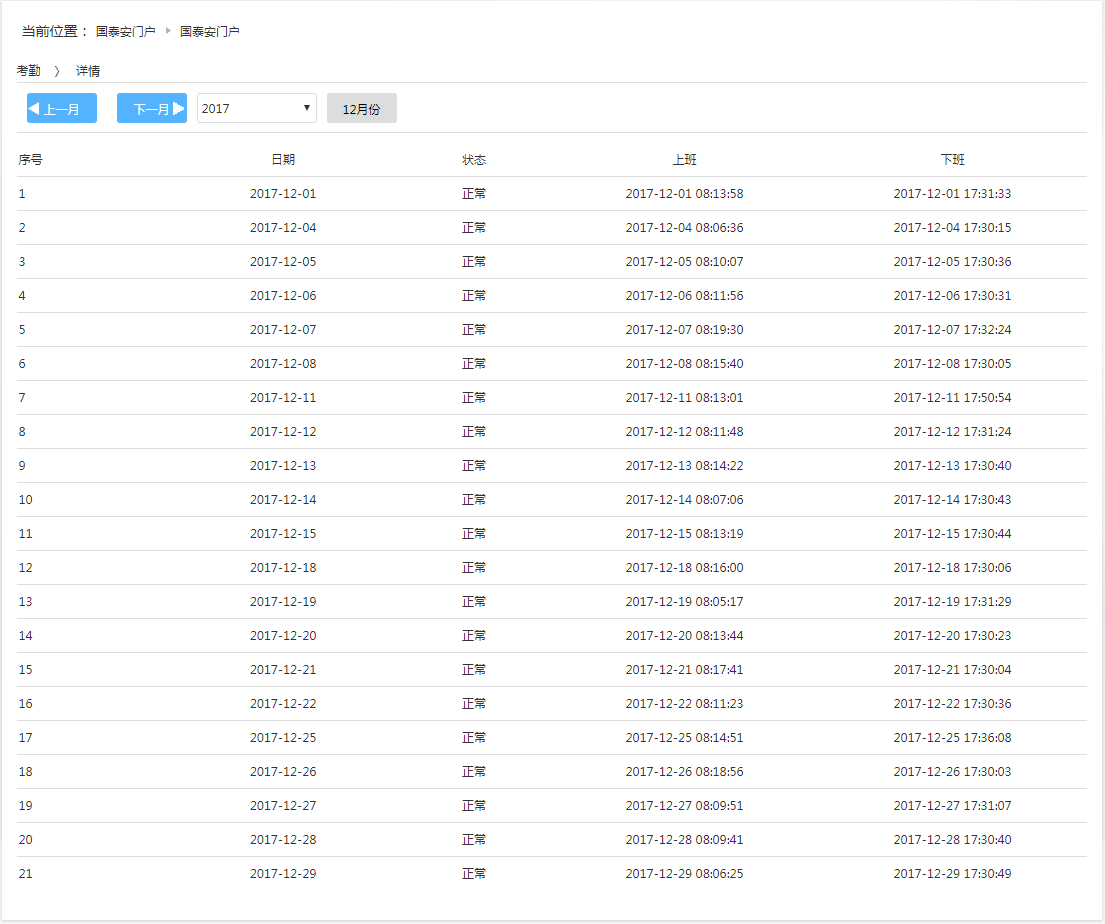 当前位置： 国泰安门户 国泰安门户
考勤 〉 详情
上一月 下一月 2017 12月份
序号 日期 状态 上班 下班
1 2017-12-01 正常 2017-12-01 08:13:58 2017-12-01 17:31:33
2 2017-12-04 正常 2017-12-04 08:06:36 2017-12-04 17:30:15
3 2017-12-05 正常 2017-12-05 08:10:07 2017-12-05 17:30:36
4 2017-12-06 正常 2017-12-06 08:11:56 2017-12-06 17:30:31
5 2017-12-07 正常 2017-12-07 08:19:30 2017-12-07 17:32:24
6 2017-12-08 正常 2017-12-08 08:15:40 2017-12-08 17:30:05
7 2017-12-11 正常 2017-12-11 08:13:01 2017-12-11 17:50:54
8 2017-12-12 正常 2017-12-12 08:11:48 2017-12-12 17:31:24
9 2017-12-13 正常 2017-12-13 08:14:22 2017-12-13 17:30:40
10 2017-12-14 正常 2017-12-14 08:07:06 2017-12-14 17:30:43
11 2017-12-15 正常 2017-12-15 08:13:19 2017-12-15 17:30:44
12 2017-12-18 正常 2017-12-18 08:16:00 2017-12-18 17:30:06
13 2017-12-19 正常 2017-12-19 08:05:17 2017-12-19 17:31:29
14 2017-12-20 正常 2017-12-20 08:13:44 2017-12-20 17:30:23
15 2017-12-21 正常 2017-12-21 08:17:41 2017-12-21 17:30:04
16 2017-12-22 正常 2017-12-22 08:11:23 2017-12-22 17:30:36
17 2017-12-25 正常 2017-12-25 08:14:51 2017-12-25 17:36:08
18 2017-12-26 正常 2017-12-26 08:18:56 2017-12-26 17:30:03
19 2017-12-27 正常 2017-12-27 08:09:51 2017-12-27 17:31:07
20 2017-12-28 正常 2017-12-28 08:09:41 2017-12-28 17:30:40
21 2017-12-29 正常 2017-12-29 08:06:25 2017-12-29 17:30:49